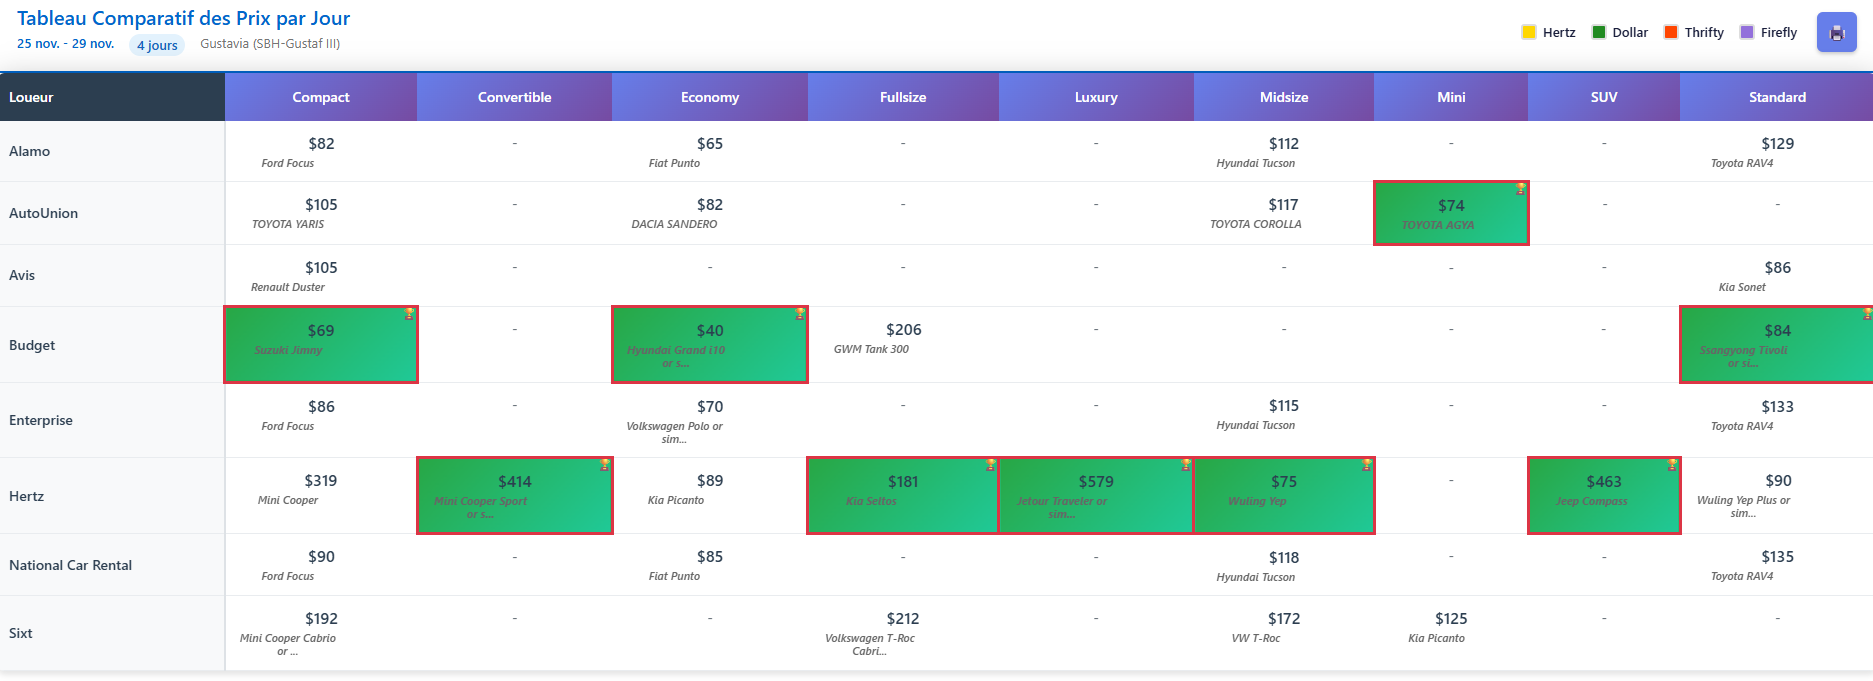 Tableau Comparatif des Prix par Jour
25 nov. - 29 nov. 4 jours Gustavia (SBH-Gustaf III)
Hertz Dollar Thrifty Firefly
Loueur Compact Convertible Economy Fullsize Luxury Midsize Mini SUV Standard
Alamo $82 - $65 - - $112 - - $129
Ford Focus Fiat Punto Hyundai Tucson Toyota RAV4
AutoUnion $105 - $82 - - $117 $74 - -
TOYOTA YARIS DACIA SANDERO TOYOTA COROLLA TOYOTA AGYA
Avis $105 - - - - - - - $86
Renault Duster Kia Sonet
Budget $69 - $40 $206 - - - - $84
Suzuki Jimny Hyundai Grand i10 GWM Tank 300 Ssangyong Tivoli
or s... or si...
Enterprise $86 - $70 - - $115 - - $133
Ford Focus Volkswagen Polo or Hyundai Tucson Toyota RAV4
sim...
Hertz $319 $414 $89 $181 $579 $75 - $463 $90
Mini Cooper Mini Cooper Sport Kia Picanto Kia Seltos Jetour Traveler or Wuling Yep Jeep Compass Wuling Yep Plus or
or s... sim... sim...
National Car Rental $90 - $85 - - $118 - - $135
Ford Focus Fiat Punto Hyundai Tucson Toyota RAV4
Sixt $192 - - $212 - $172 $125 - -
Mini Cooper Cabrio Volkswagen T-Roc VW T-Roc Kia Picanto
or ... Cabri...